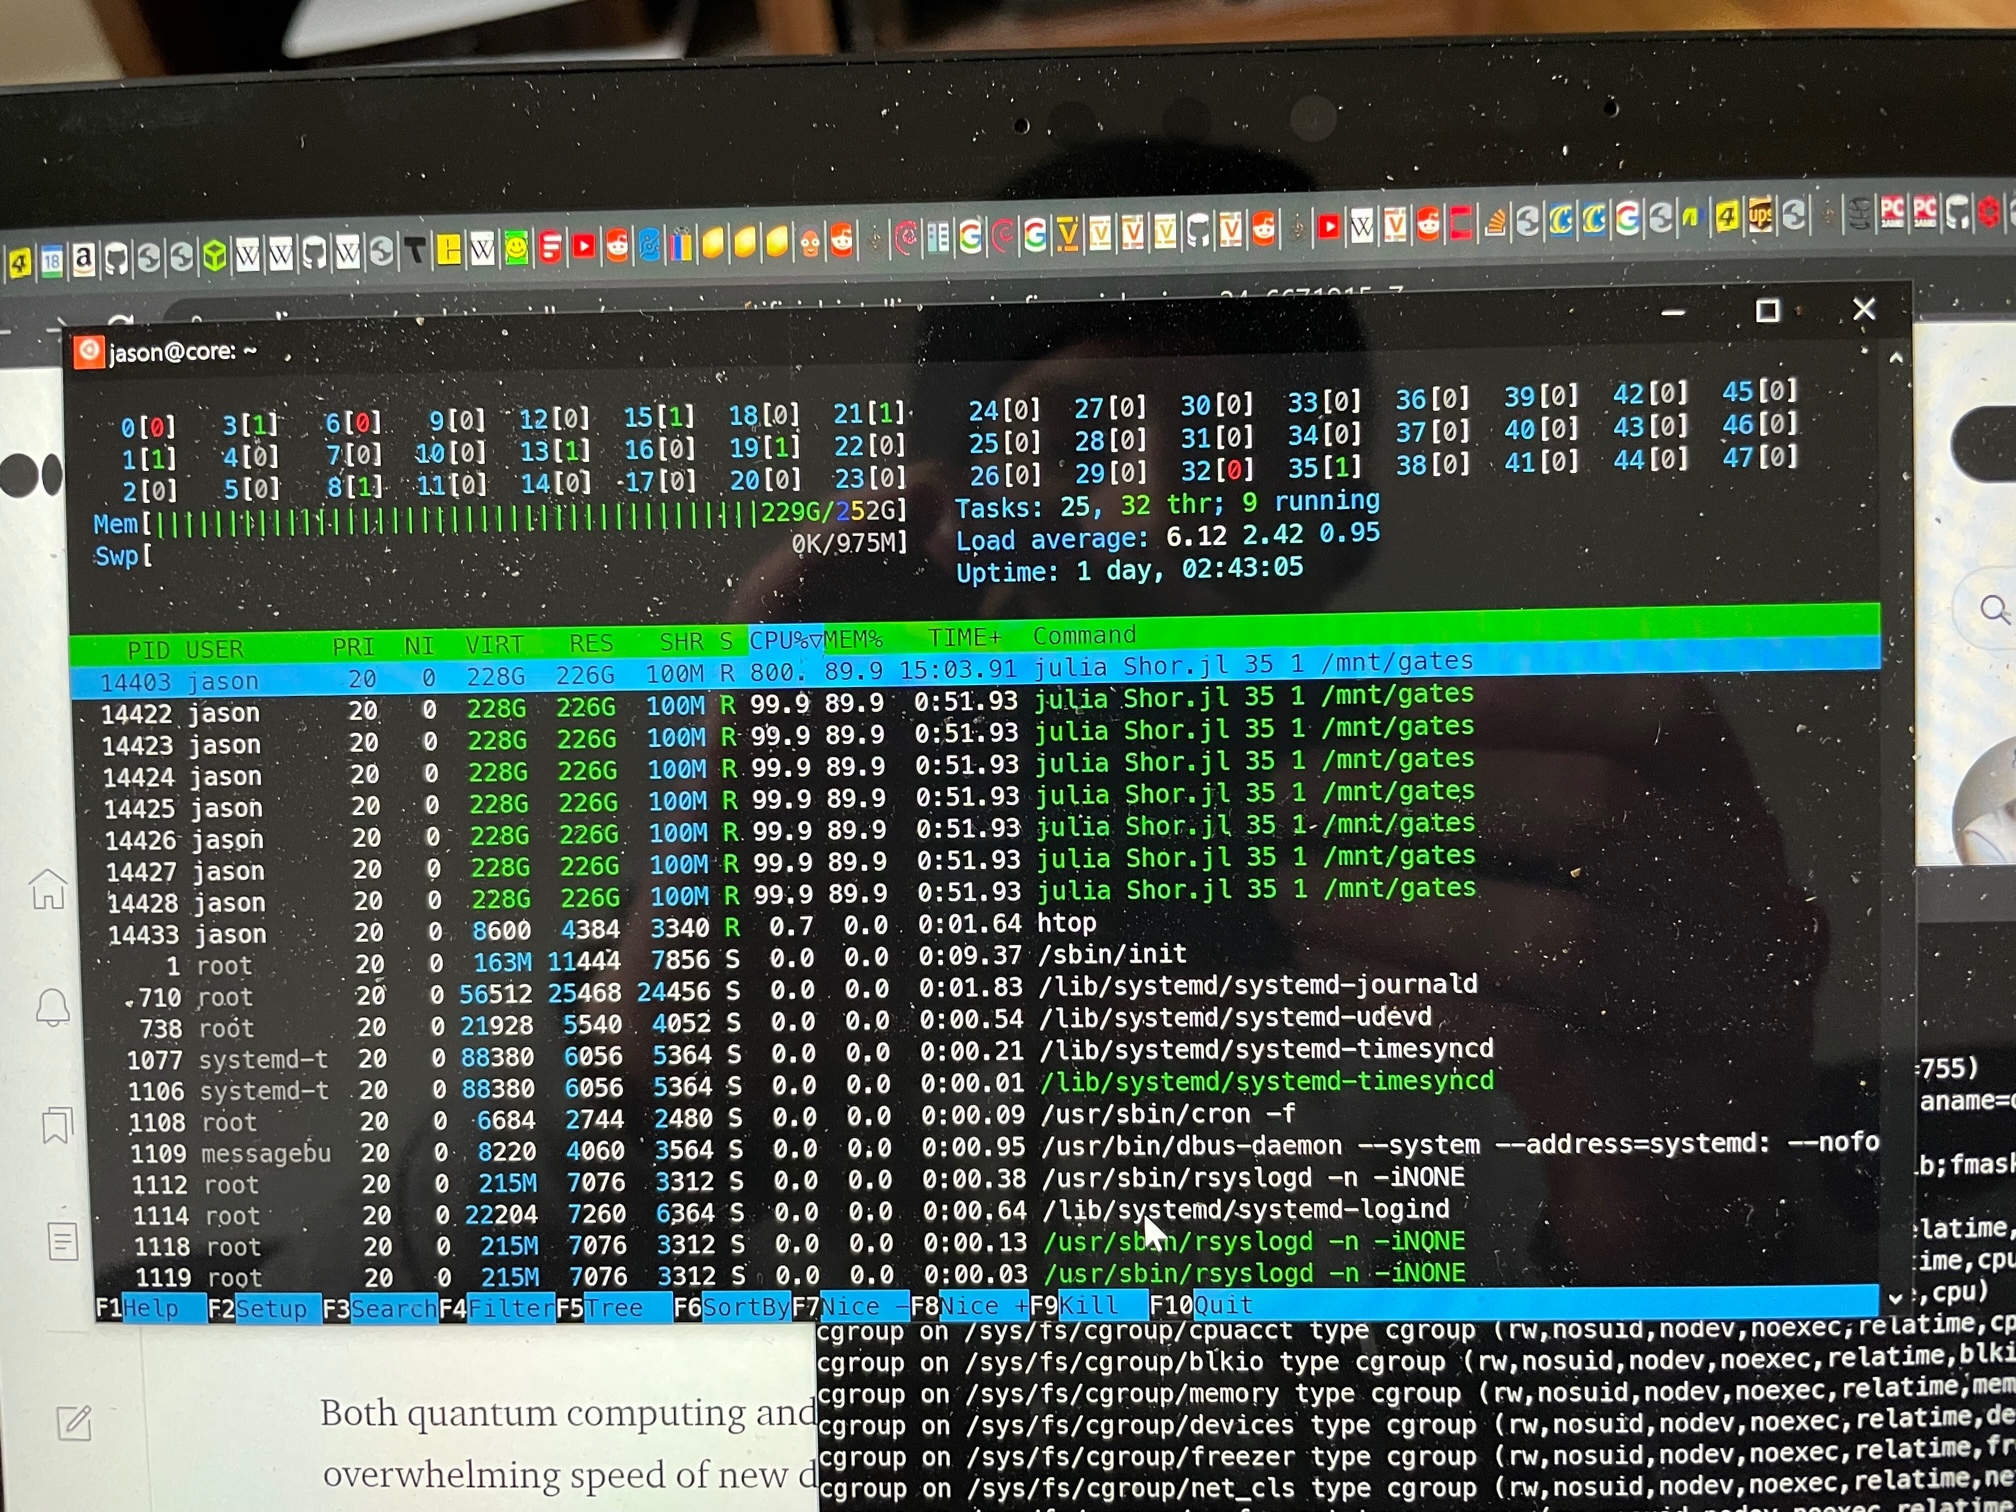 jason@core: ~
0[0] 3[1] 6[0] 9[0] 12[0] 15[1] 18[0] 21[1] 24[0] 27[0] 30[0] 33[0] 36[0] 39[0] 42[0] 45[0]
1[1] 4[0] 7[0] 10[0] 13[1] 16[0] 19[1] 22[0] 25[0] 28[0] 31[0] 34[0] 37[0] 40[0] 43[0] 46[0]
2[0] 5[0] 8[1] 11[0] 14[0] 17[0] 20[0] 23[0] 26[0] 29[0] 32[0] 35[1] 38[0] 41[0] 44[0] 47[0]
Mem[|||||||||||||||||||||||||||||||||||||||229G/252G] Tasks: 25, 32 thr; 9 running
Swp[ 0K/975M] Load average: 6.12 2.42 0.95
Uptime: 1 day, 02:43:05
PID USER PRI NI VIRT RES SHR S CPU%▽MEM% TIME+ Command
14403 jason 20 0 228G 226G 100M R 800. 89.9 15:03.91 julia Shor.jl 35 1 /mnt/gates
14422 jason 20 0 228G 226G 100M R 99.9 89.9 0:51.93 julia Shor.jl 35 1 /mnt/gates
14423 jason 20 0 228G 226G 100M R 99.9 89.9 0:51.93 julia Shor.jl 35 1 /mnt/gates
14424 jason 20 0 228G 226G 100M R 99.9 89.9 0:51.93 julia Shor.jl 35 1 /mnt/gates
14425 jason 20 0 228G 226G 100M R 99.9 89.9 0:51.93 julia Shor.jl 35 1 /mnt/gates
14426 jason 20 0 228G 226G 100M R 99.9 89.9 0:51.93 julia Shor.jl 35 1 /mnt/gates
14427 jason 20 0 228G 226G 100M R 99.9 89.9 0:51.93 julia Shor.jl 35 1 /mnt/gates
14428 jason 20 0 228G 226G 100M R 99.9 89.9 0:51.93 julia Shor.jl 35 1 /mnt/gates
14433 jason 20 0 8600 4384 3340 R 0.7 0.0 0:01.64 htop
1 root 20 0 163M 11444 7856 S 0.0 0.0 0:09.37 /sbin/init
710 root 20 0 56512 25468 24456 S 0.0 0.0 0:01.83 /lib/systemd/systemd-journald
738 root 20 0 21928 5540 4052 S 0.0 0.0 0:00.54 /lib/systemd/systemd-udevd
1077 systemd-t 20 0 88380 6056 5364 S 0.0 0.0 0:00.21 /lib/systemd/systemd-timesyncd
1106 systemd-t 20 0 88380 6056 5364 S 0.0 0.0 0:00.01 /lib/systemd/systemd-timesyncd
1108 root 20 0 6684 2744 2480 S 0.0 0.0 0:00.09 /usr/sbin/cron -f
1109 messagebu 20 0 8220 4060 3564 S 0.0 0.0 0:00.95 /usr/bin/dbus-daemon --system --address=systemd: --nofo
1112 root 20 0 215M 7076 3312 S 0.0 0.0 0:00.38 /usr/sbin/rsyslogd -n -iNONE
1114 root 20 0 22204 7260 6364 S 0.0 0.0 0:00.64 /lib/systemd/systemd-logind
1118 root 20 0 215M 7076 3312 S 0.0 0.0 0:00.13 /usr/sbin/rsyslogd -n -iNONE
1119 root 20 0 215M 7076 3312 S 0.0 0.0 0:00.03 /usr/sbin/rsyslogd -n -iNONE
F1Help F2Setup F3SearchF4FilterF5Tree F6SortByF7Nice -F8Nice +F9Kill F10Quit
=755)
aname=
b;fmask
latime,
ime,cpu
,cpu)
cgroup on /sys/fs/cgroup/cpuacct type cgroup (rw,nosuid,nodev,noexec,relatime,cp
cgroup on /sys/fs/cgroup/blkio type cgroup (rw,nosuid,nodev,noexec,relatime,blki
cgroup on /sys/fs/cgroup/memory type cgroup (rw,nosuid,nodev,noexec,relatime,mem
cgroup on /sys/fs/cgroup/devices type cgroup (rw,nosuid,nodev,noexec,relatime,de
cgroup on /sys/fs/cgroup/freezer type cgroup (rw,nosuid,nodev,noexec,relatime,fr
cgroup on /sys/fs/cgroup/net_cls type cgroup (rw,nosuid,nodev,noexec,relatime,ne
Both quantum computing and
overwhelming speed of new d